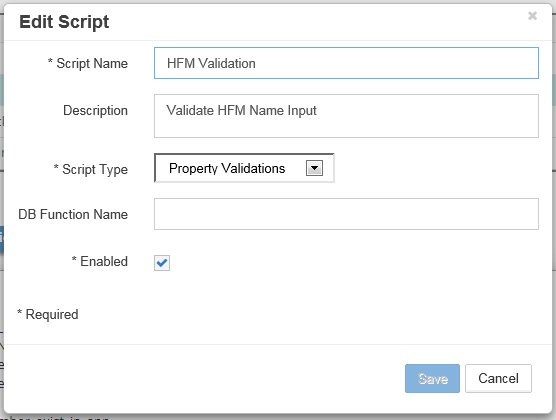 Edit Script
×
* Script Name HFM Validation
Description Validate HFM Name Input
* Script Type Property Validations
DB Function Name
* Enabled
* Required
Save Cancel